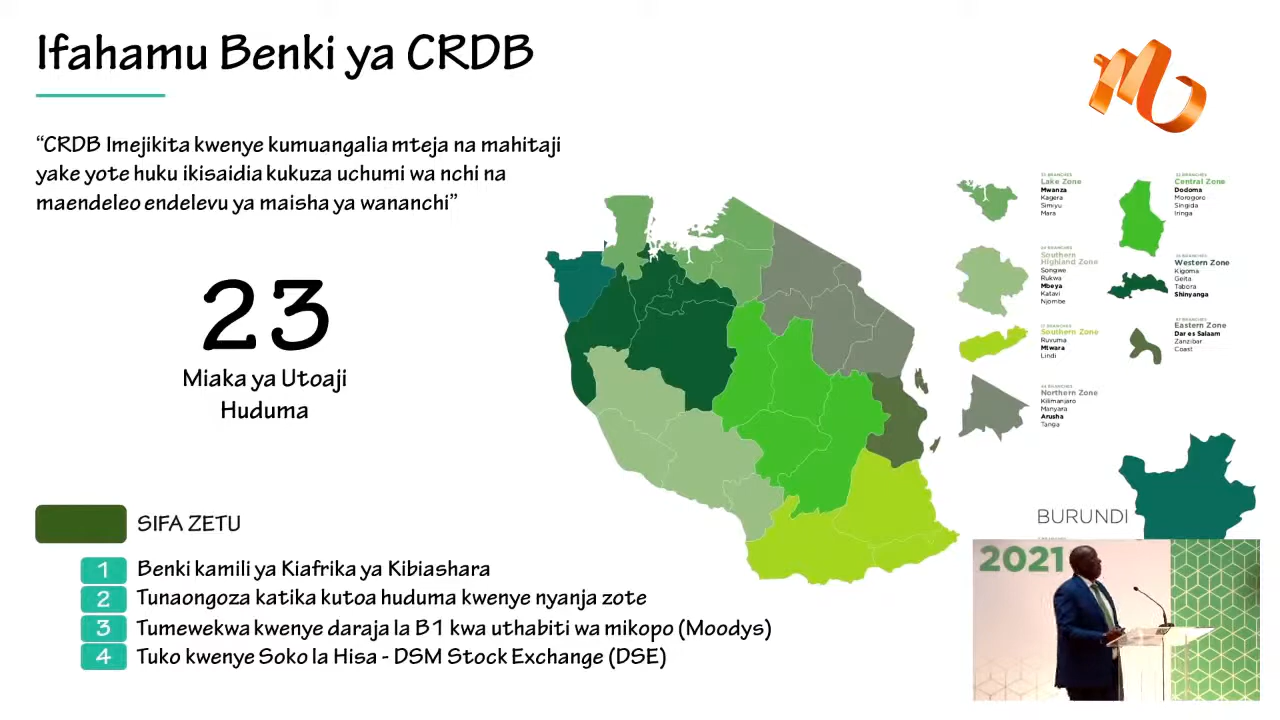 Ifahamu Benki ya CRDB
“CRDB Imejikita kwenye kumuangalia mteja na mahitaji
yake yote huku ikisaidia kukuza uchumi wa nchi na
maendeleo endelevu ya maisha ya wananchi”
23
Miaka ya Utoaji
Huduma
SIFA ZETU
1 Benki kamili ya Kiafrika ya Kibiashara
2 Tunaongoza katika kutoa huduma kwenye nyanja zote
3 Tumewekwa kwenye daraja la B1 kwa uthabiti wa mikopo (Moodys)
4 Tuko kwenye Soko la Hisa - DSM Stock Exchange (DSE)
Lake Zone
Mwanza
Kagera
Simiyu
Mara
Central Zone
Dodoma
Morogoro
Singida
Iringa
Southern
Highland Zone
Songwe
Rukwa
Mbeya
Katavi
Njombe
Western Zone
Kigoma
Geita
Tabora
Shinyanga
Southern Zone
Ruvuma
Mtwara
Lindi
Eastern Zone
Dar es Salaam
Zanzibar
Coast
Northern Zone
Kilimanjaro
Manyara
Arusha
Tanga
BURUNDI
2021